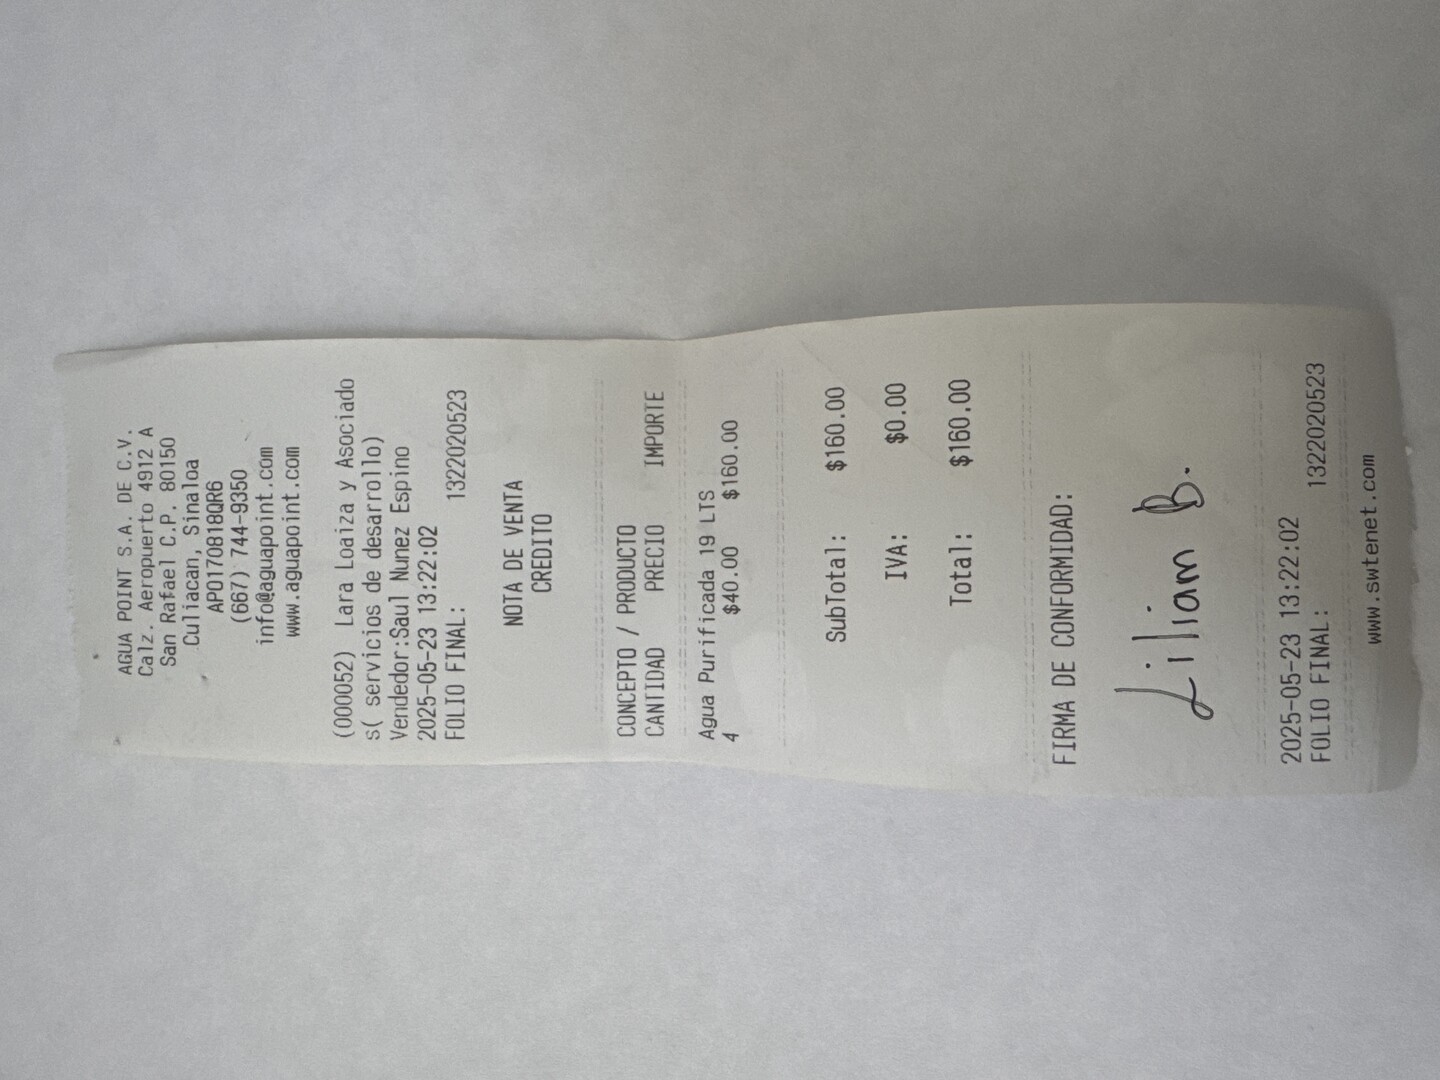 AGUA POINT S.A. DE C.V.
Calz. Aeropuerto 4912 A
San Rafael C.P. 80150
Culiacan, Sinaloa
APO170818QR6
(667) 744-9350
info@aguapoint.com
www.aguapoint.com
(000052) Lara Loaiza y Asociado
s( servicios de desarrollo)
Vendedor:Saul Nunez Espino
2025-05-23 13:22:02
FOLIO FINAL: 1322020523
NOTA DE VENTA
CREDITO
CONCEPTO / PRODUCTO
CANTIDAD PRECIO IMPORTE
Agua Purificada 19 LTS
4 $40.00 $160.00
SubTotal: $160.00
IVA: $0.00
Total: $160.00
FIRMA DE CONFORMIDAD:
Liliam B.
2025-05-23 13:22:02
FOLIO FINAL: 1322020523
www.swtenet.com